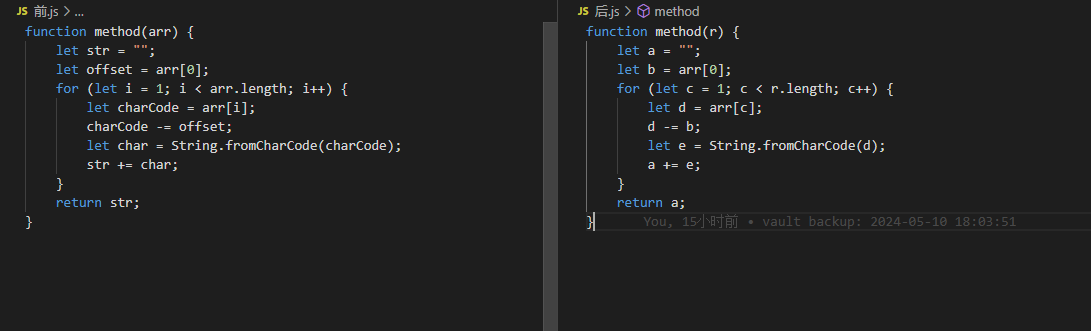 JS 前.js > ...
function method(arr) {
    let str = "";
    let offset = arr[0];
    for (let i = 1; i < arr.length; i++) {
        let charCode = arr[i];
        charCode -= offset;
        let char = String.fromCharCode(charCode);
        str += char;
    }
    return str;
}
JS 后.js > method
function method(r) {
    let a = "";
    let b = arr[0];
    for (let c = 1; c < r.length; c++) {
        let d = arr[c];
        d -= b;
        let e = String.fromCharCode(d);
        a += e;
    }
    return a;
} You, 15小时前 • vault backup: 2024-05-10 18:03:51